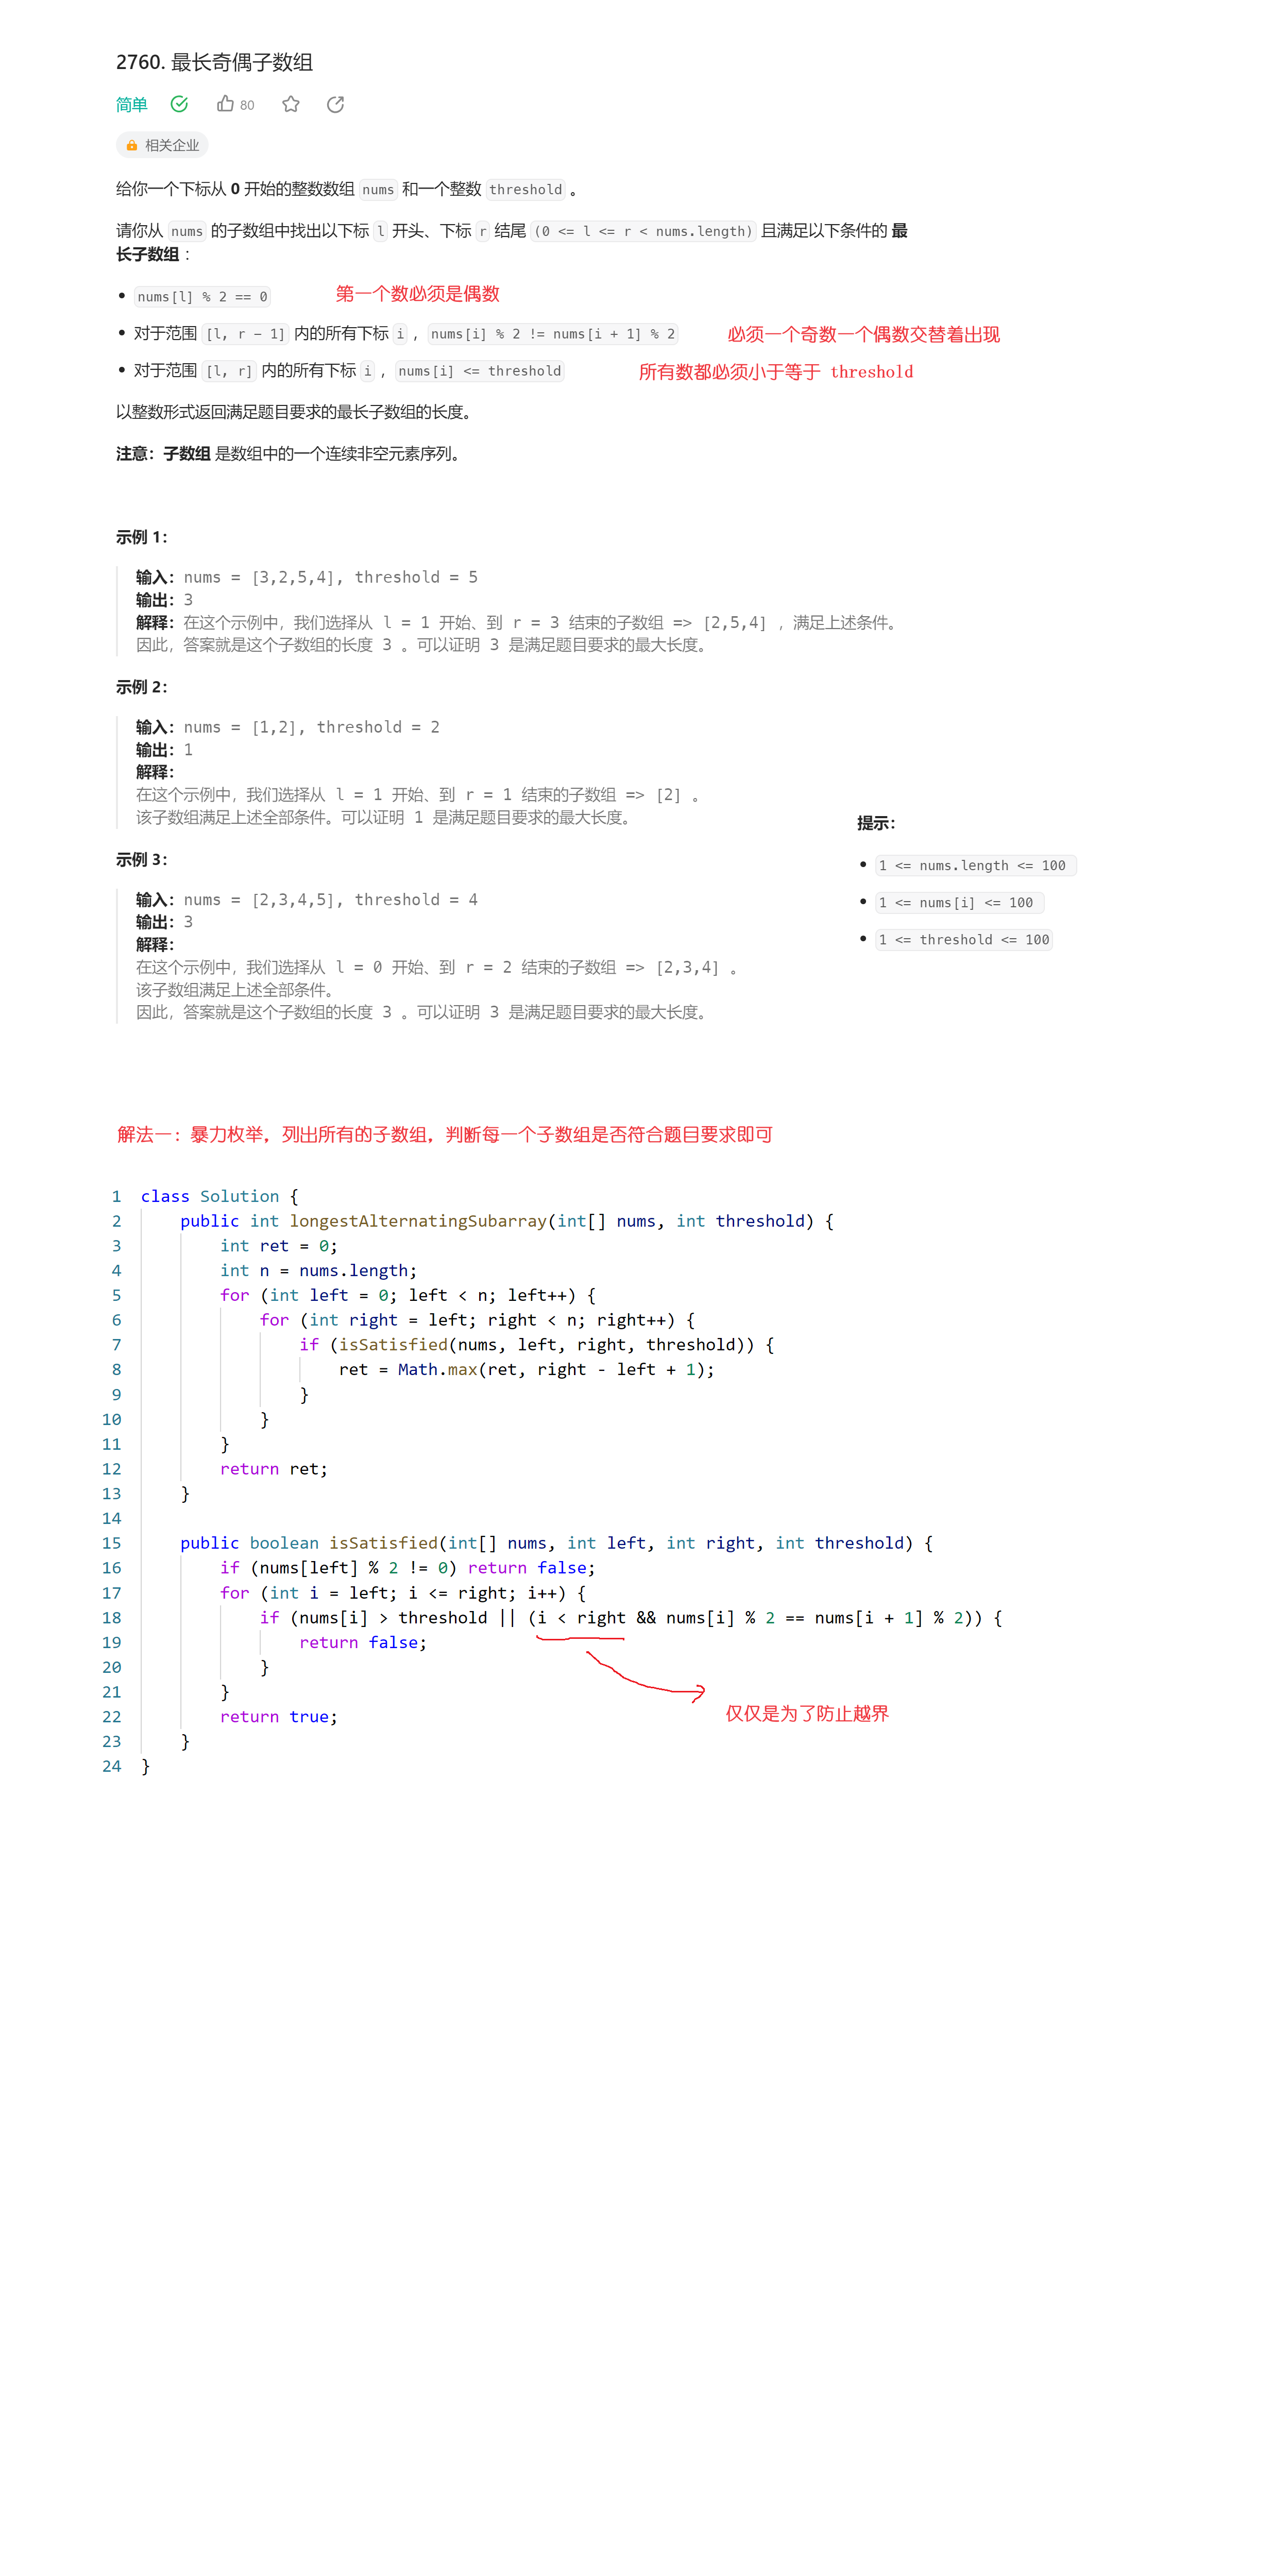 2760. 最长奇偶子数组
简单 80
相关企业
给你一个下标从 0 开始的整数数组 nums 和一个整数 threshold 。
请你从 nums 的子数组中找出以下标 l 开头、下标 r 结尾 (0 <= l <= r < nums.length) 且满足以下条件的 最
长子数组 ：
• nums[l] % 2 == 0 第一个数必须是偶数
• 对于范围 [l, r - 1] 内的所有下标 i ，nums[i] % 2 != nums[i + 1] % 2 必须一个奇数一个偶数交替着出现
• 对于范围 [l, r] 内的所有下标 i ，nums[i] <= threshold 所有数都必须小于等于 threshold
以整数形式返回满足题目要求的最长子数组的长度。
注意：子数组 是数组中的一个连续非空元素序列。
示例 1：
输入：nums = [3,2,5,4], threshold = 5
输出：3
解释：在这个示例中，我们选择从 l = 1 开始、到 r = 3 结束的子数组 => [2,5,4] ，满足上述条件。
因此，答案就是这个子数组的长度 3 。可以证明 3 是满足题目要求的最大长度。
示例 2：
输入：nums = [1,2], threshold = 2
输出：1
解释：
在这个示例中，我们选择从 l = 1 开始、到 r = 1 结束的子数组 => [2] 。
该子数组满足上述全部条件。可以证明 1 是满足题目要求的最大长度。
示例 3：
输入：nums = [2,3,4,5], threshold = 4
输出：3
解释：
在这个示例中，我们选择从 l = 0 开始、到 r = 2 结束的子数组 => [2,3,4] 。
该子数组满足上述全部条件。
因此，答案就是这个子数组的长度 3 。可以证明 3 是满足题目要求的最大长度。
提示：
• 1 <= nums.length <= 100
• 1 <= nums[i] <= 100
• 1 <= threshold <= 100
解法一：暴力枚举，列出所有的子数组，判断每一个子数组是否符合题目要求即可
1 class Solution {
2     public int longestAlternatingSubarray(int[] nums, int threshold) {
3         int ret = 0;
4         int n = nums.length;
5         for (int left = 0; left < n; left++) {
6             for (int right = left; right < n; right++) {
7                 if (isSatisfied(nums, left, right, threshold)) {
8                     ret = Math.max(ret, right - left + 1);
9                 }
10             }
11         }
12         return ret;
13     }
14
15     public boolean isSatisfied(int[] nums, int left, int right, int threshold) {
16         if (nums[left] % 2 != 0) return false;
17         for (int i = left; i <= right; i++) {
18             if (nums[i] > threshold || (i < right && nums[i] % 2 == nums[i + 1] % 2)) {
19                 return false;
20             }
21         }
22         return true;
仅仅是为了防止越界
23     }
24 }